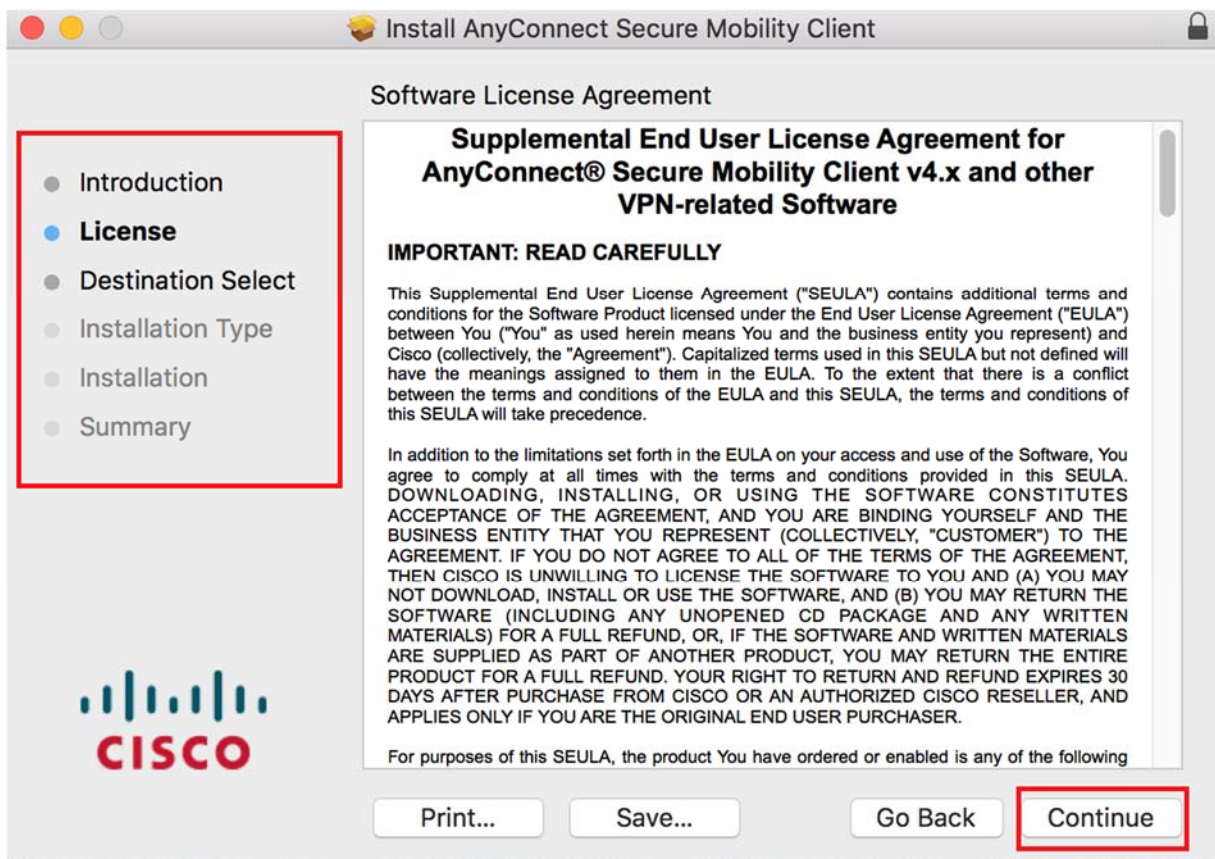 Install AnyConnect Secure Mobility Client
Software License Agreement
Introduction
License
Destination Select
Installation Type
Installation
Summary
Supplemental End User License Agreement for
AnyConnect® Secure Mobility Client v4.x and other
VPN-related Software
IMPORTANT: READ CAREFULLY
This Supplemental End User License Agreement ("SEULA") contains additional terms and
conditions for the Software Product licensed under the End User License Agreement ("EULA")
between You ("You" as used herein means You and the business entity you represent) and
Cisco (collectively, the "Agreement"). Capitalized terms used in this SEULA but not defined will
have the meanings assigned to them in the EULA. To the extent that there is a conflict
between the terms and conditions of the EULA and this SEULA, the terms and conditions of
this SEULA will take precedence.
In addition to the limitations set forth in the EULA on your access and use of the Software, You
agree to comply at all times with the terms and conditions provided in this SEULA.
DOWNLOADING, INSTALLING, OR USING THE SOFTWARE CONSTITUTES
ACCEPTANCE OF THE AGREEMENT, AND YOU ARE BINDING YOURSELF AND THE
BUSINESS ENTITY THAT YOU REPRESENT (COLLECTIVELY, "CUSTOMER") TO THE
AGREEMENT. IF YOU DO NOT AGREE TO ALL OF THE TERMS OF THE AGREEMENT,
THEN CISCO IS UNWILLING TO LICENSE THE SOFTWARE TO YOU AND (A) YOU MAY
NOT DOWNLOAD, INSTALL OR USE THE SOFTWARE, AND (B) YOU MAY RETURN THE
SOFTWARE (INCLUDING ANY UNOPENED CD PACKAGE AND ANY WRITTEN
MATERIALS) FOR A FULL REFUND, OR, IF THE SOFTWARE AND WRITTEN MATERIALS
ARE SUPPLIED AS PART OF ANOTHER PRODUCT, YOU MAY RETURN THE ENTIRE
PRODUCT FOR A FULL REFUND. YOUR RIGHT TO RETURN AND REFUND EXPIRES 30
DAYS AFTER PURCHASE FROM CISCO OR AN AUTHORIZED CISCO RESELLER, AND
APPLIES ONLY IF YOU ARE THE ORIGINAL END USER PURCHASER.
For purposes of this SEULA, the product You have ordered or enabled is any of the following
CISCO
Print...
Save...
Go Back
Continue